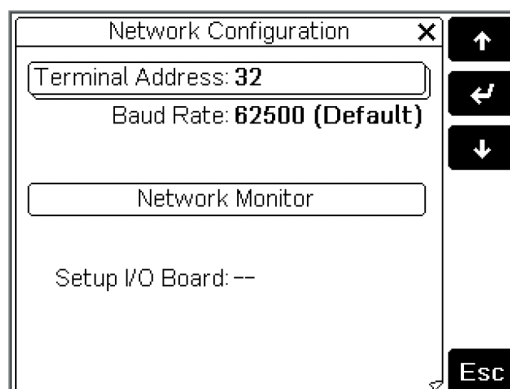 Network Configuration
Terminal Address: 32
Baud Rate: 62500 (Default)
Network Monitor
Setup I/O Board: --
Esc